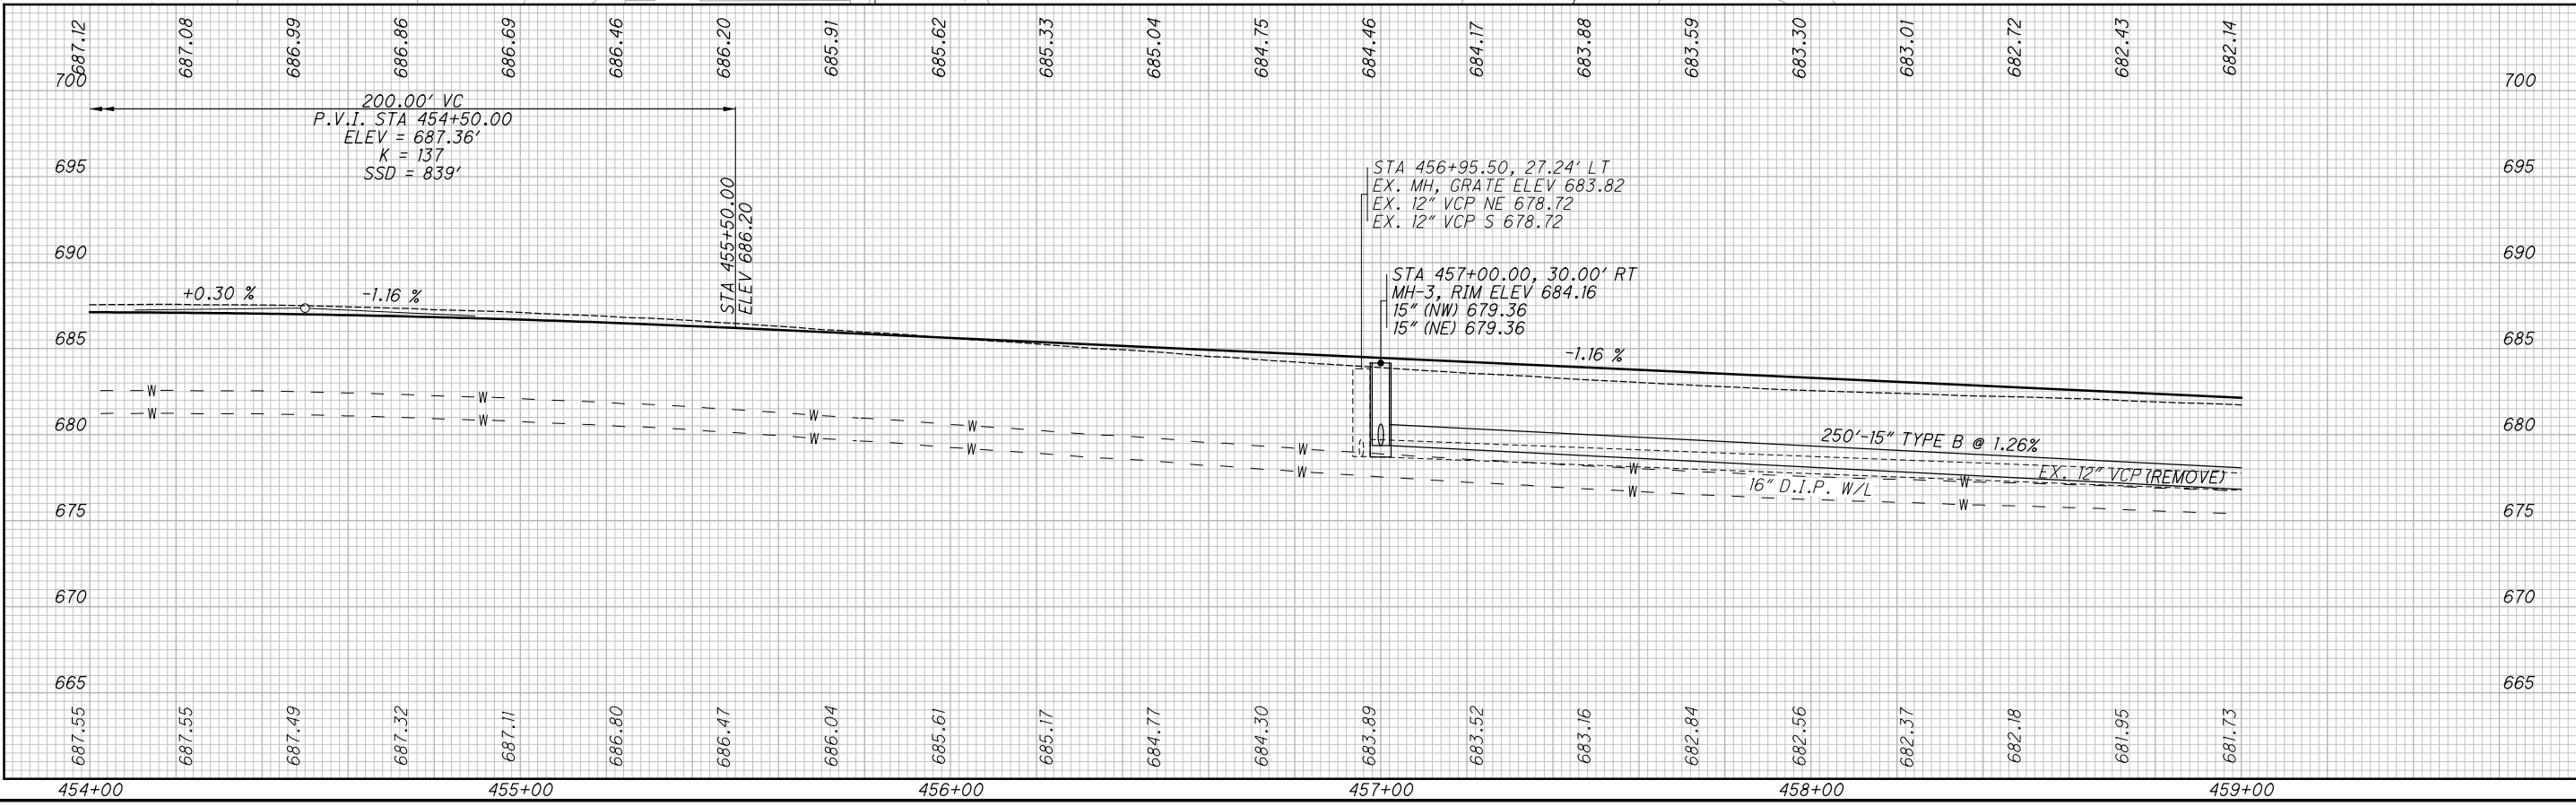 687.12 687.08 686.99 686.86 686.69 686.46 686.20 685.91 685.62 685.33 685.04 684.75 684.46 684.17 683.88 683.59 683.30 683.01 682.72 682.43 682.14
700 700
200.00' VC
P.V.I. STA 454+50.00
ELEV = 687.36'
K = 137
SSD = 839'
695 695
STA 455+50.00
ELEV 686.20
STA 456+95.50, 27.24' LT
EX. MH, GRATE ELEV 683.82
EX. 12" VCP NE 678.72
EX. 12" VCP S 678.72
690 690
STA 457+00.00, 30.00' RT
MH-3, RIM ELEV 684.16
15" (NW) 679.36
15" (NE) 679.36
+0.30 % -1.16 %
685 685
-1.16 %
W W W W W W W
W W W W W W W
680 680
250'-15" TYPE B @ 1.26%
EX. 12" VCP (REMOVE)
16" D.I.P. W/L
675 675
670 670
665 665
687.55 687.55 687.49 687.32 687.11 686.80 686.47 686.04 685.61 685.17 684.77 684.30 683.89 683.52 683.16 682.84 682.56 682.37 682.18 681.95 681.73
454+00 455+00 456+00 457+00 458+00 459+00